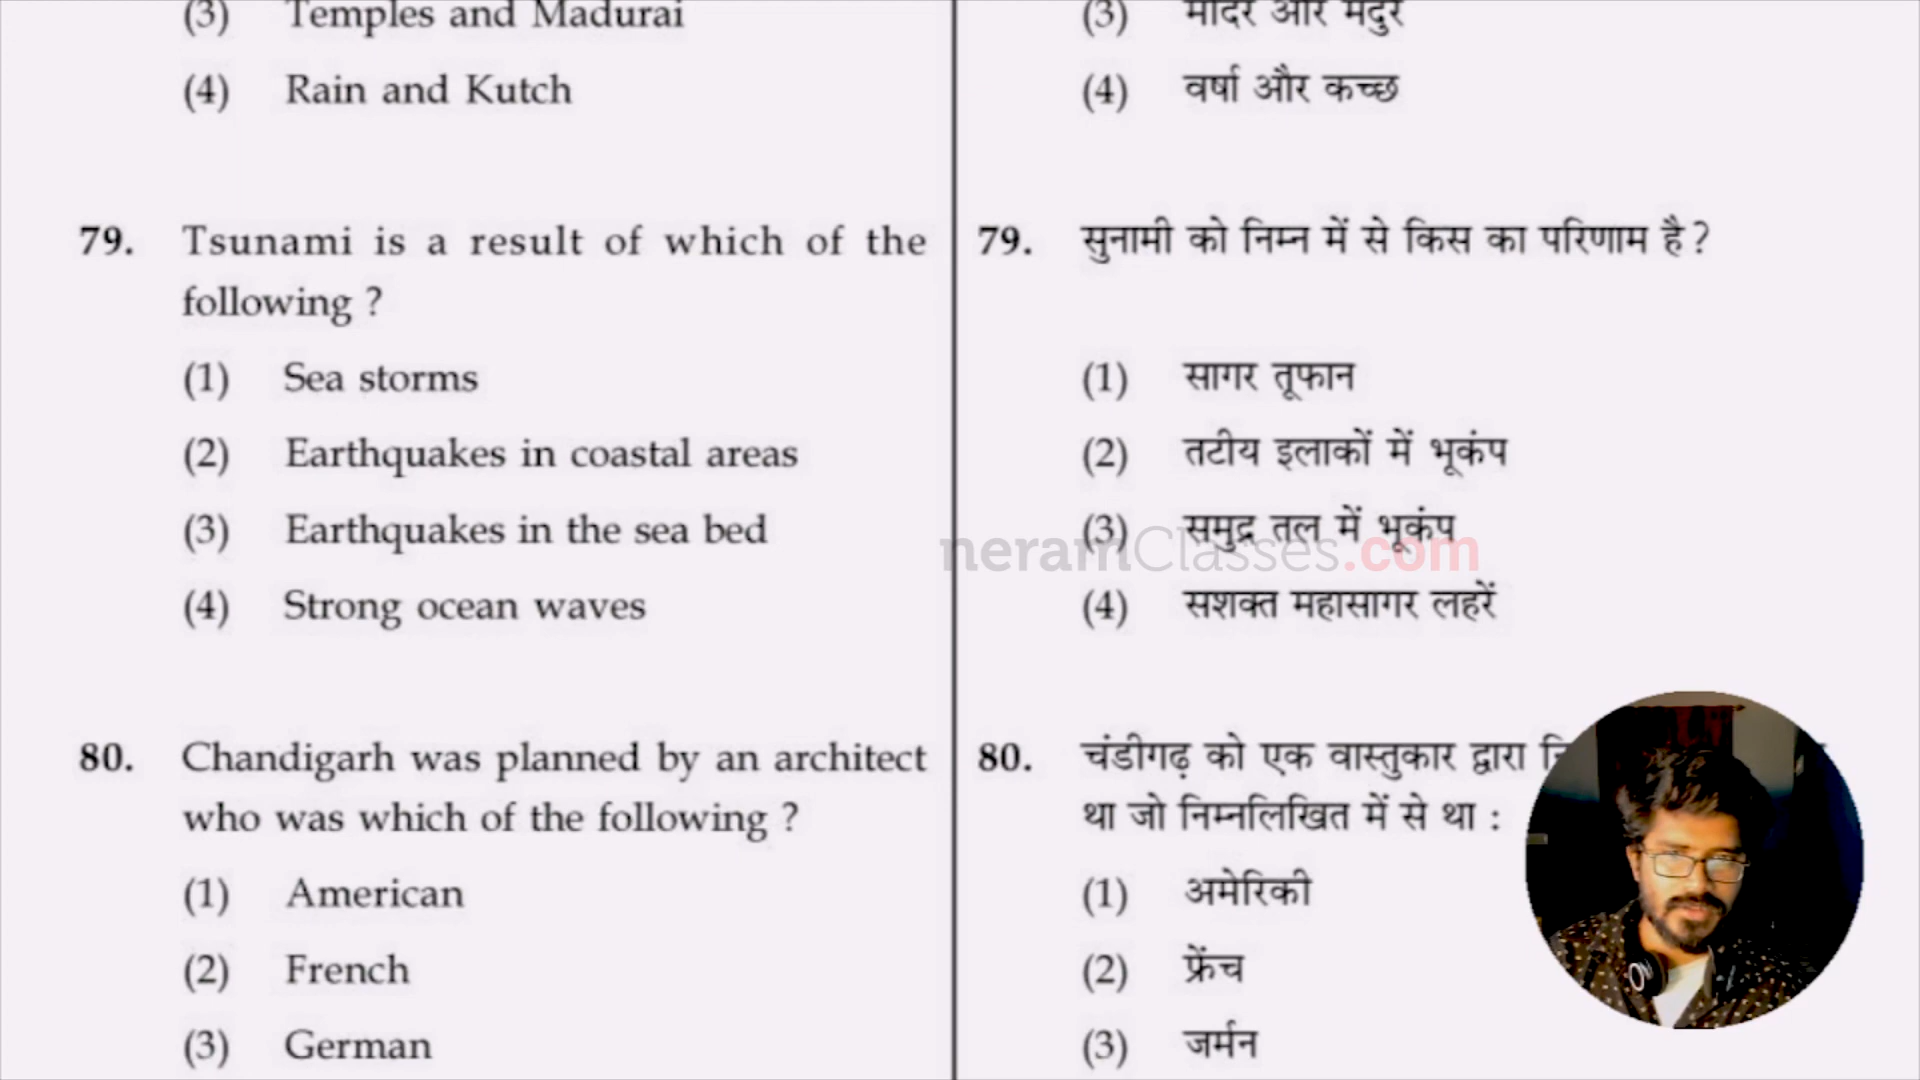 (3) Temples and Madurai
(4) Rain and Kutch
79. Tsunami is a result of which of the
following ?
(1) Sea storms
(2) Earthquakes in coastal areas
(3) Earthquakes in the sea bed
(4) Strong ocean waves
80. Chandigarh was planned by an architect
who was which of the following ?
(1) American
(2) French
(3) German
(3) मंदिर और मदुरै
(4) वर्षा और कच्छ
79. सुनामी को निम्न में से किस का परिणाम है ?
(1) सागर तूफान
(2) तटीय इलाकों में भूकंप
(3) समुद्र तल में भूकंप
(4) सशक्त महासागर लहरें
80. चंडीगढ़ को एक वास्तुकार द्वारा
था जो निम्नलिखित में से था :
(1) अमेरिकी
(2) फ्रेंच
(3) जर्मन
neramClasses.com